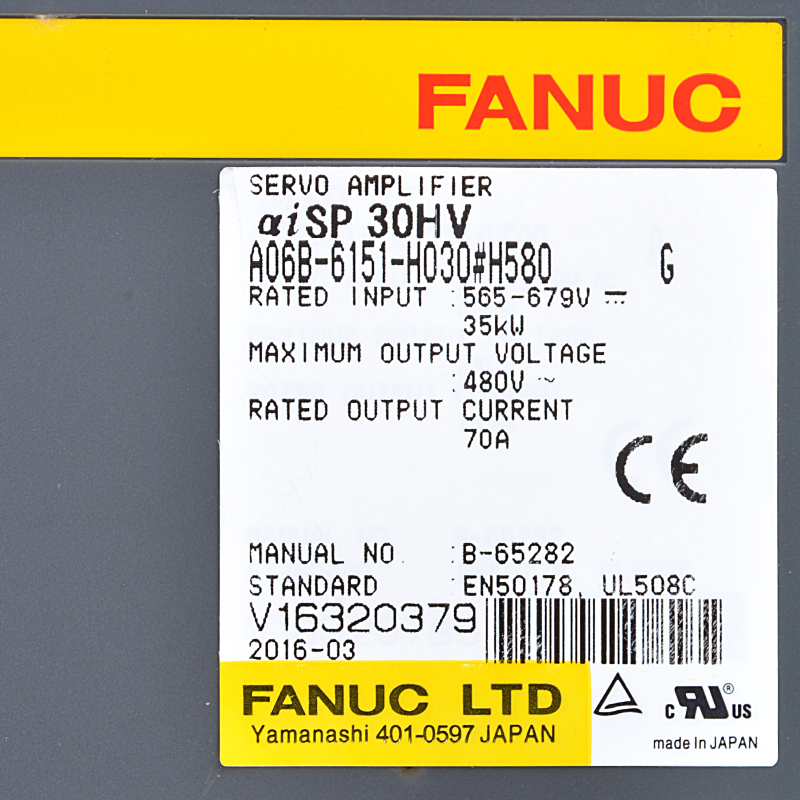 FANUC
SERVO AMPLIFIER
αiSP 30HV
A06B-6151-H030#H580 G
RATED INPUT :565-679V ⎓
35kW
MAXIMUM OUTPUT VOLTAGE
:480V ~
RATED OUTPUT CURRENT
70A
CE
MANUAL NO. :B-65282
STANDARD :EN50178, UL508C
V16320379
2016-03
FANUC LTD
Yamanashi 401-0597 JAPAN
c RU ® US
made In JAPAN